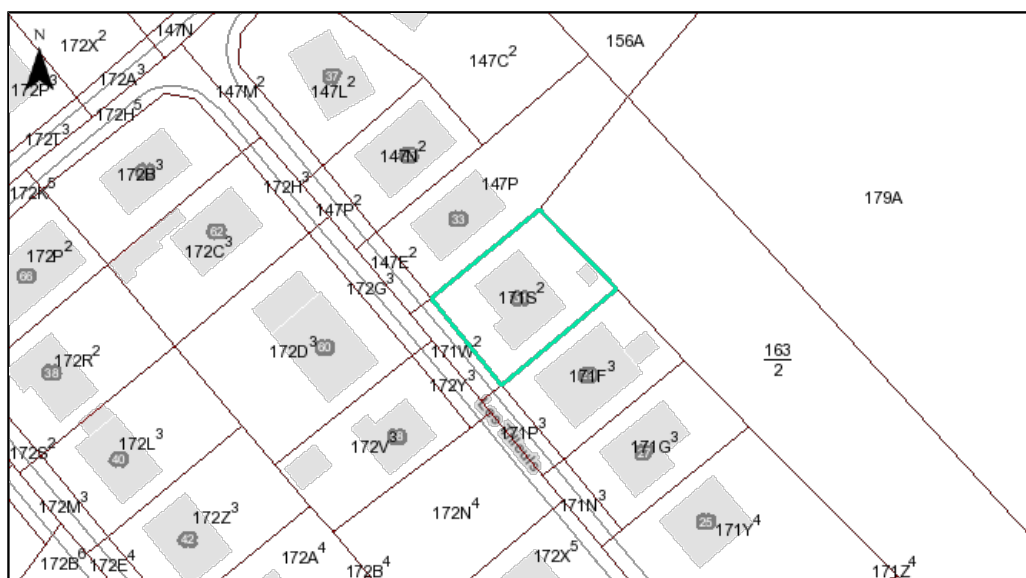 N
147N
172X²
156A
147C²
172A³
37
172P³
147L²
147M²
172H⁵
172T³
147N²
172B³
172H³
147P
172K⁵
179A
147P²
33
62
172C³
172P²
147E²
66
172G³
171S²
60
172D³
171W²
163
2
172R²
38
172Y³
171F³
171P³
172V³
172L³
172S²
171G³
40
172M³
171N³
172N⁴
172Z³
25
171Y⁴
42
172A⁴
172X⁵
172B⁶
172E⁴
172B⁴
171Z⁴